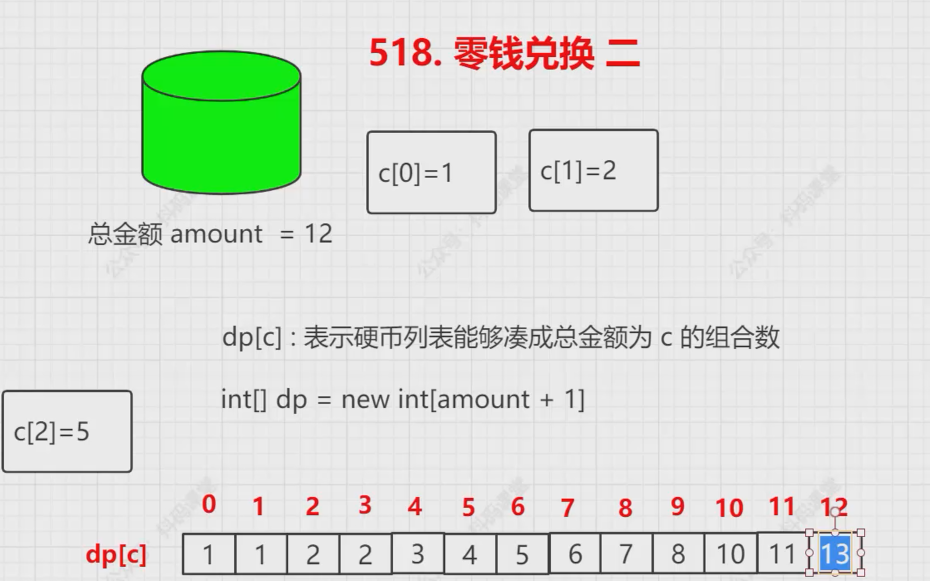 518. 零钱兑换 二
c[0]=1
c[1]=2
总金额 amount = 12
dp[c] : 表示硬币列表能够凑成总金额为 c 的组合数
int[] dp = new int[amount + 1]
c[2]=5
0 1 2 3 4 5 6 7 8 9 10 11 12
dp[c] 1 1 2 2 3 4 5 6 7 8 10 11 13